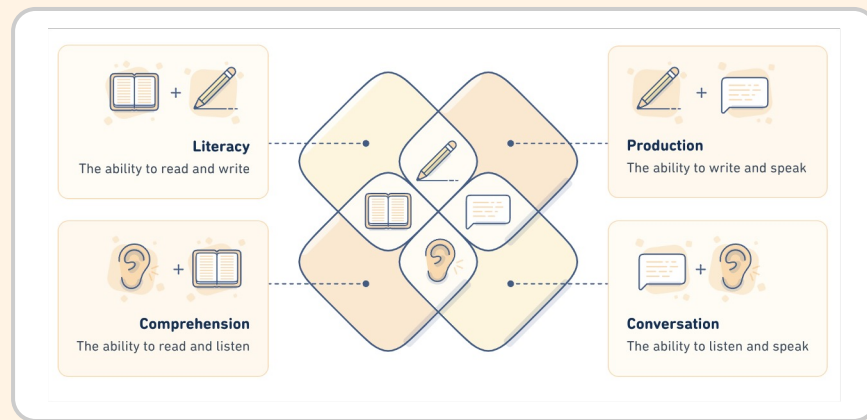 Literacy
The ability to read and write
Production
The ability to write and speak
Comprehension
The ability to read and listen
Conversation
The ability to listen and speak